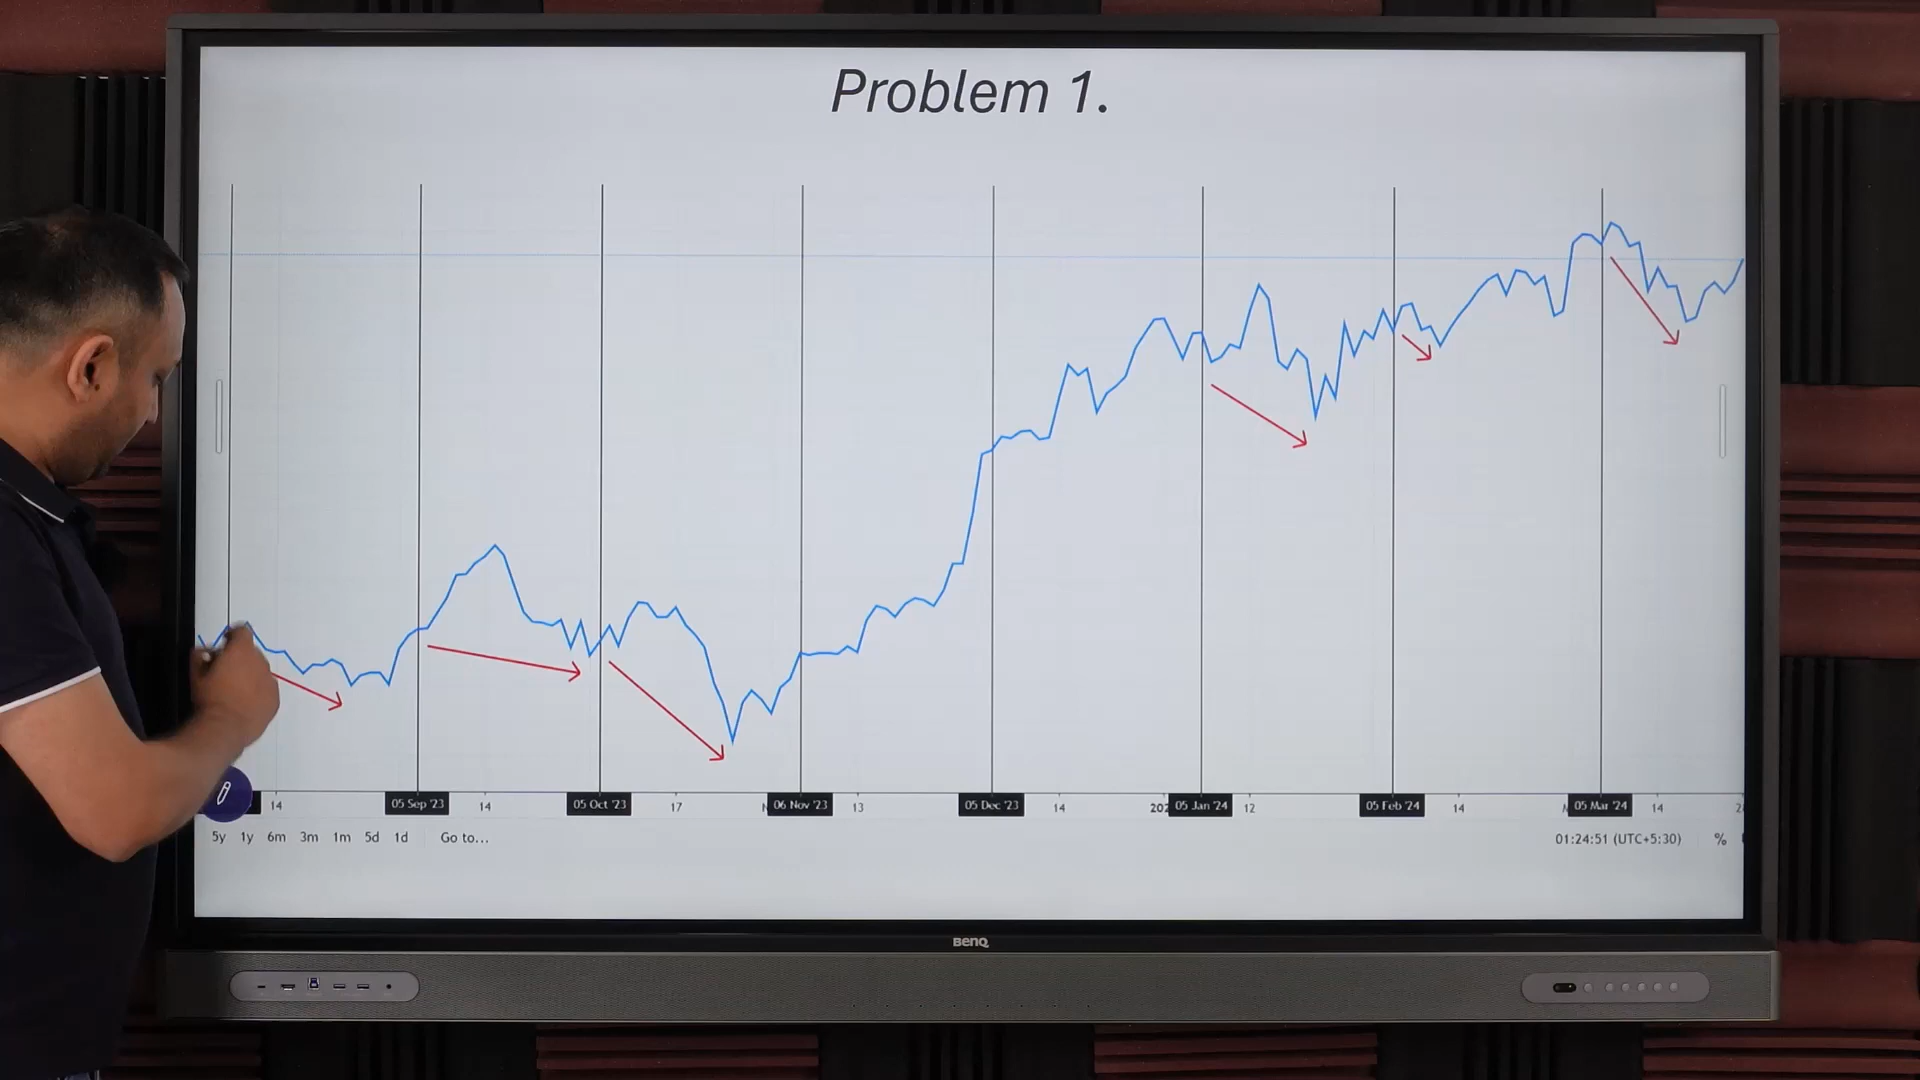 Problem 1.
14 05 Sep '23 14 05 Oct '23 17 06 Nov '23 13 05 Dec '23 14 202 05 Jan '24 12 05 Feb '24 14 05 Mar '24 14
5y 1y 6m 3m 1m 5d 1d Go to... 01:24:51 (UTC+5:30) %
BenQ